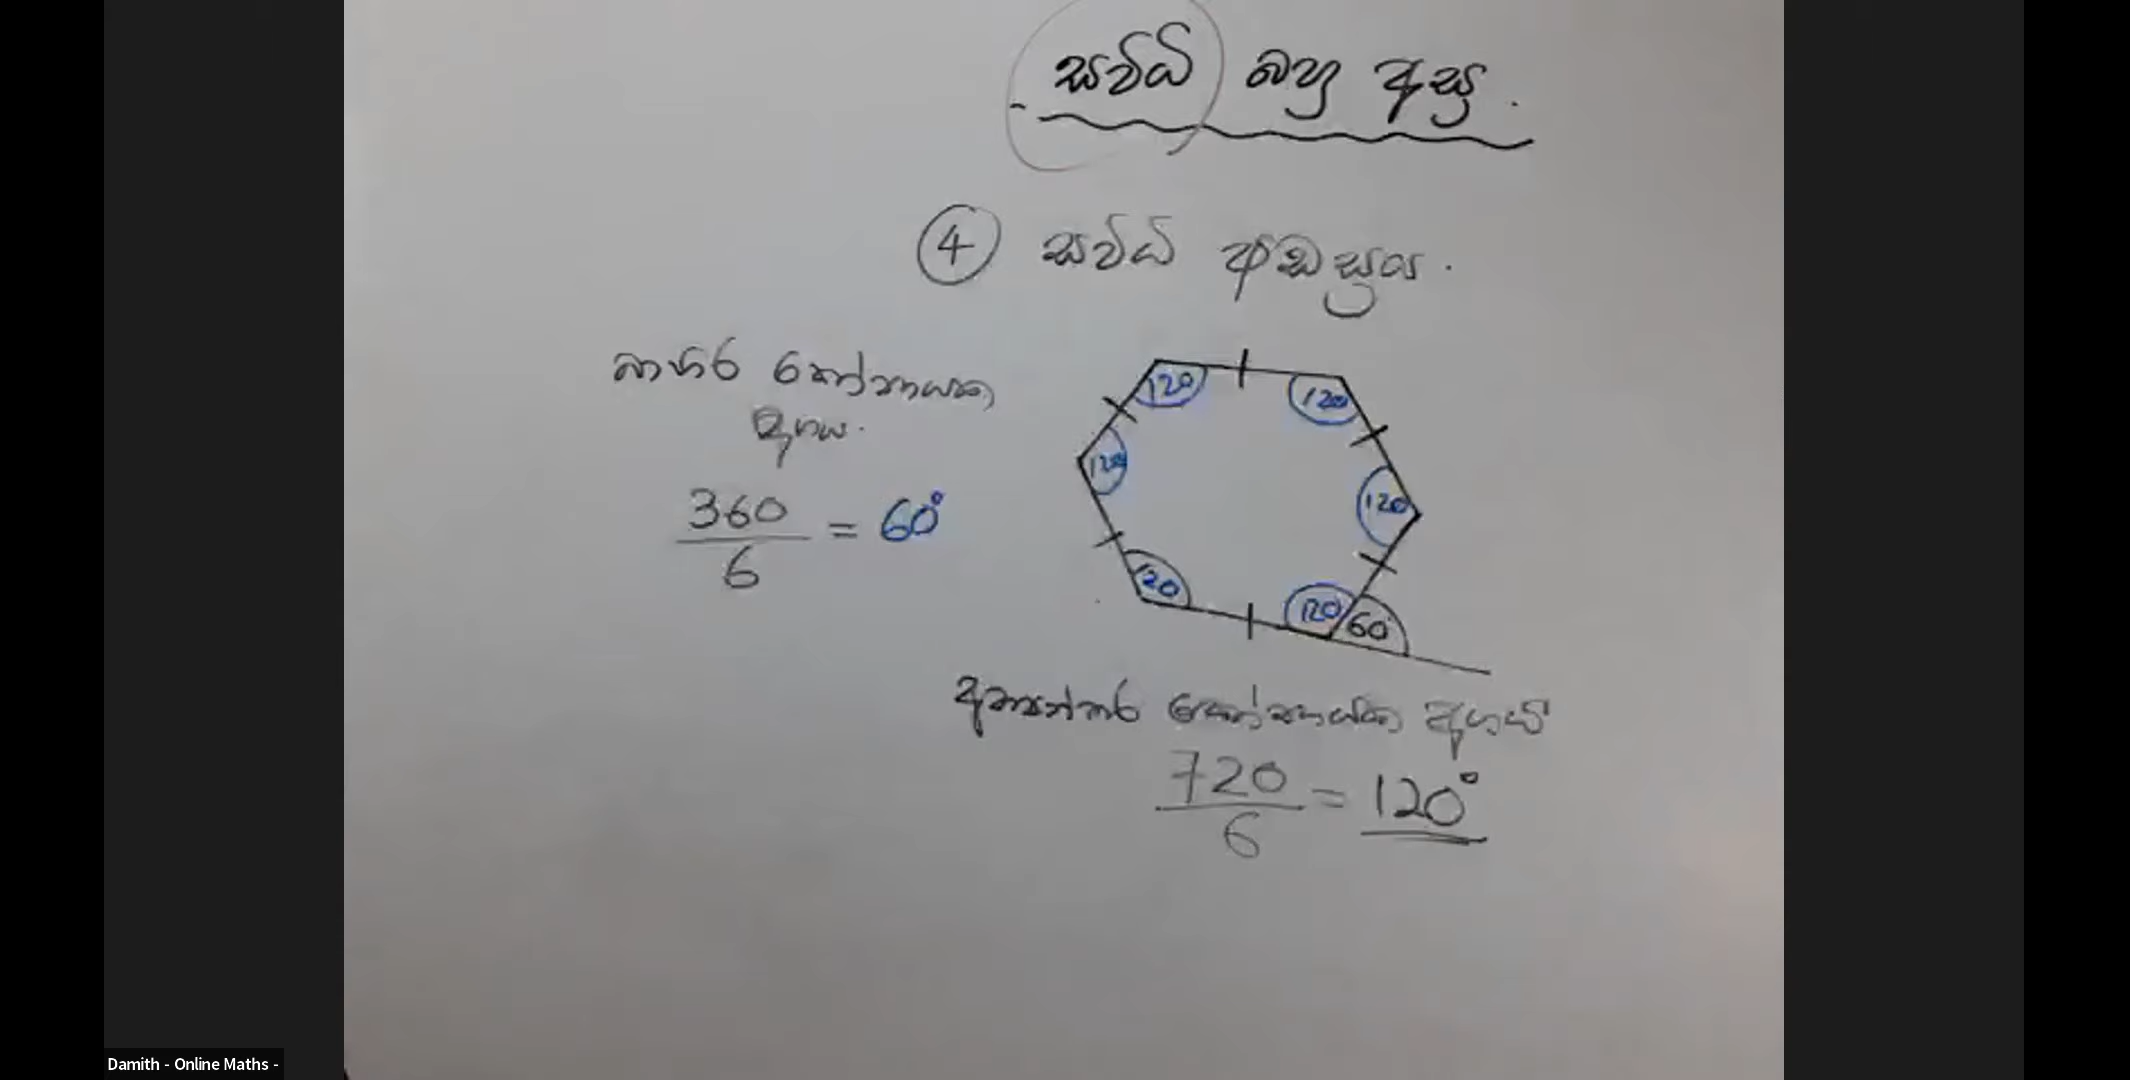 සවිධි බහු අස්‍ර.
④ සවිධි ෂඩස්‍රය.
බාහිර කෝණයක
අගය.
360/6 = 60°
120 120
120 120
120 120 60
අභ්‍යන්තර කෝණයක අගය
720/6 = 120°
Damith - Online Maths -